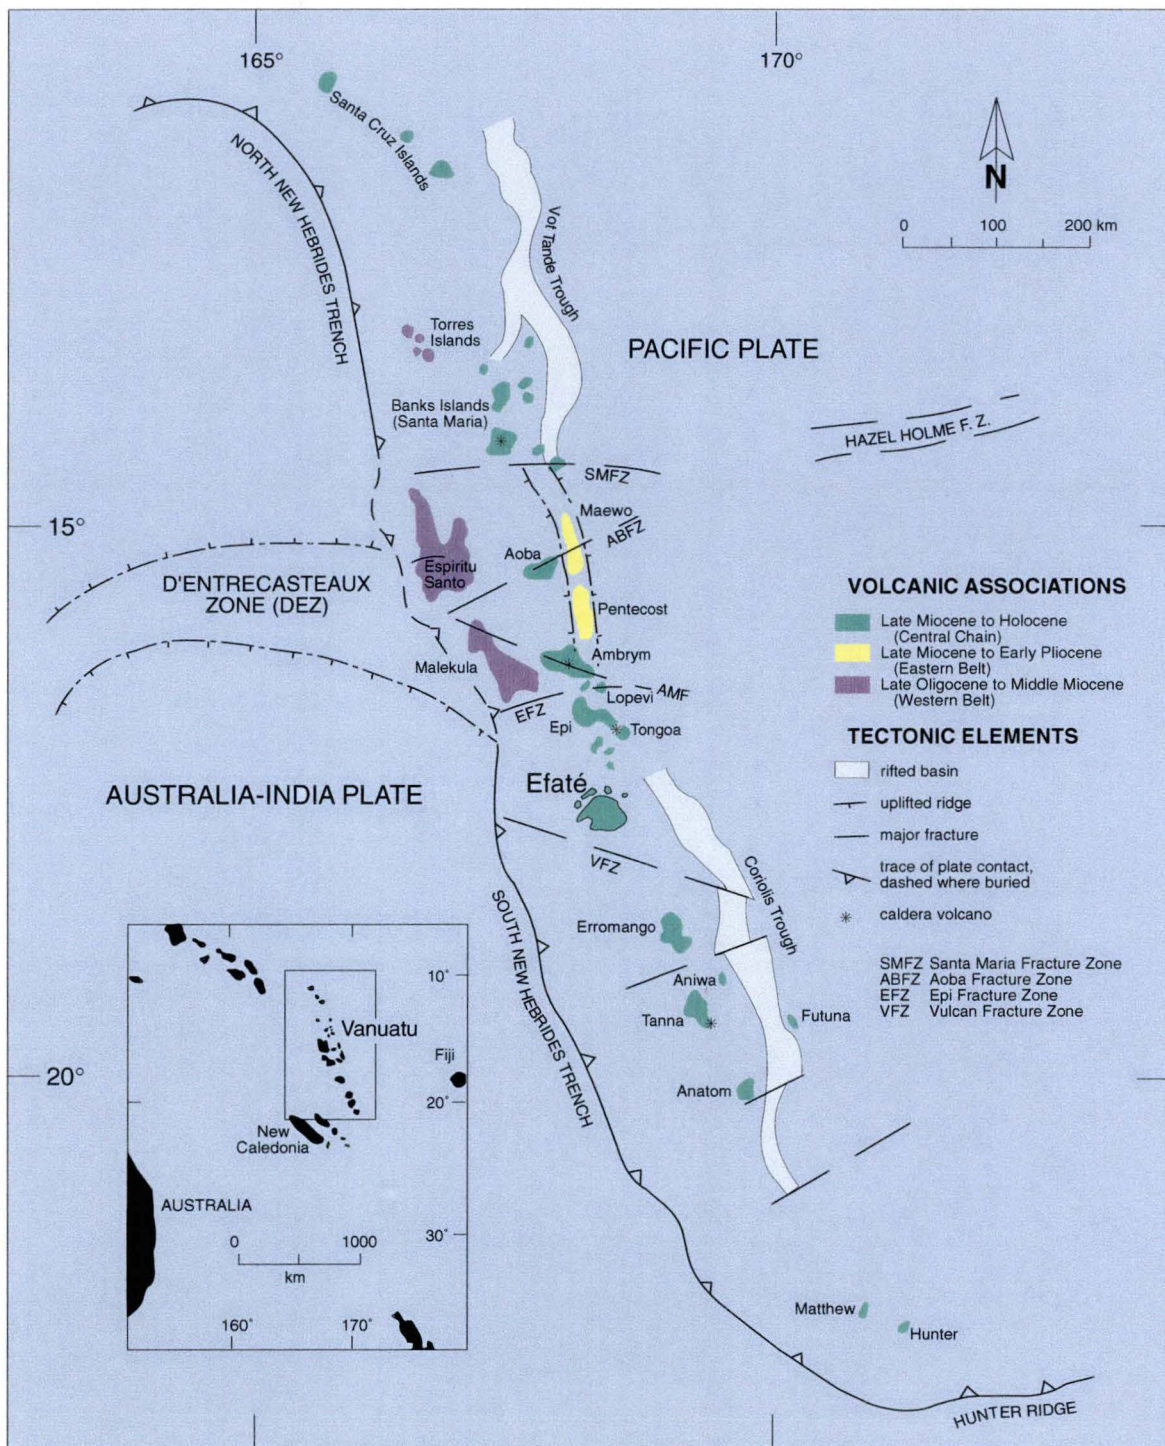 165°
170°
Santa Cruz Islands
NORTH NEW HEBRIDES TRENCH
Vot Tande Trough
N
0 100 200 km
Torres
Islands
PACIFIC PLATE
Banks Islands
(Santa Maria)
HAZEL HOLME F. Z.
SMFZ
15°
Maewo
ABFZ
Aoba
Espiritu
Santo
D'ENTRECASTEAUX
ZONE (DEZ)
Pentecost
Malekula
Ambrym
Lopevi
AMF
EFZ
Epi
Tongoa
AUSTRALIA-INDIA PLATE
Efaté
VFZ
Coriolis Trough
SOUTH NEW HEBRIDES TRENCH
Erromango
Aniwa
Tanna
Futuna
20°
Anatom
Matthew
Hunter
HUNTER RIDGE
VOLCANIC ASSOCIATIONS
Late Miocene to Holocene
(Central Chain)
Late Miocene to Early Pliocene
(Eastern Belt)
Late Oligocene to Middle Miocene
(Western Belt)
TECTONIC ELEMENTS
rifted basin
uplifted ridge
major fracture
trace of plate contact,
dashed where buried
caldera volcano
SMFZ Santa Maria Fracture Zone
ABFZ Aoba Fracture Zone
EFZ Epi Fracture Zone
VFZ Vulcan Fracture Zone
10°
Vanuatu
Fiji
20°
New
Caledonia
AUSTRALIA
0 1000
km
30°
160°
170°